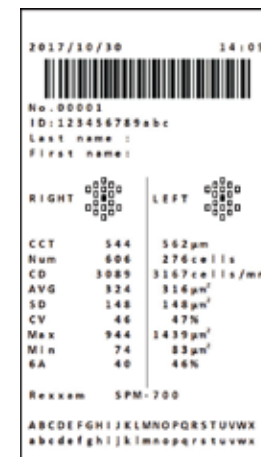 2017/10/30 14:09
No.00001
ID:123456789abc
Last name :
First name:
RIGHT LEFT
CCT 544 562μm
Num 606 276cells
CD 3089 3167cells/mm
AVG 324 316μm²
SD 148 148μm²
CV 46 47%
Max 944 1439μm²
Min 74 83μm²
6A 40 46%
Rexxam SPM-700
ABCDEFGHIJKLMNOPQRSTUVWX
abcdefghijklmnopqrstuvwx